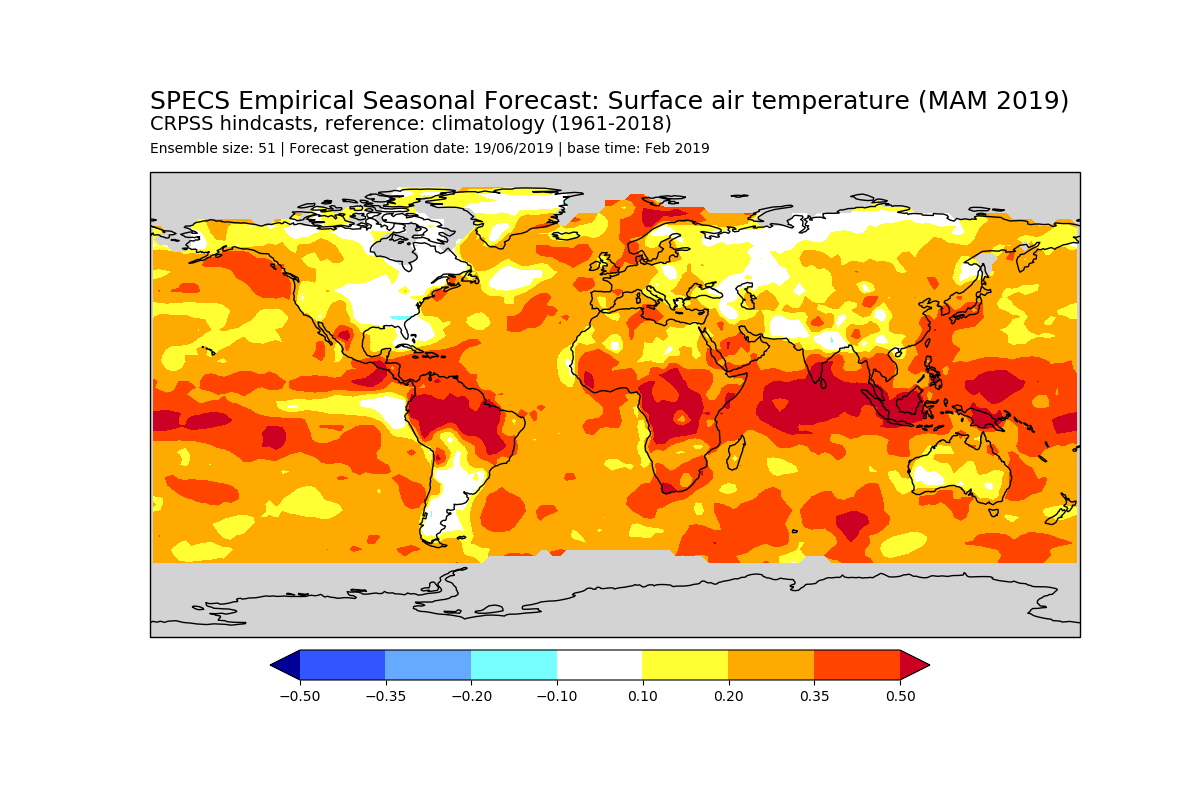 SPECS Empirical Seasonal Forecast: Surface air temperature (MAM 2019)
CRPSS hindcasts, reference: climatology (1961-2018)
Ensemble size: 51 | Forecast generation date: 19/06/2019 | base time: Feb 2019
−0.50 −0.35 −0.20 −0.10 0.10 0.20 0.35 0.50